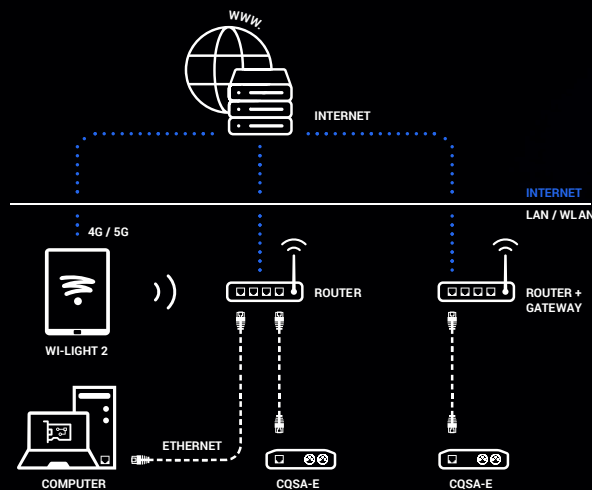 WWW.
INTERNET
INTERNET
LAN / WLAN
4G / 5G
ROUTER
ROUTER +
GATEWAY
WI-LIGHT 2
ETHERNET
COMPUTER
CQSA-E
CQSA-E